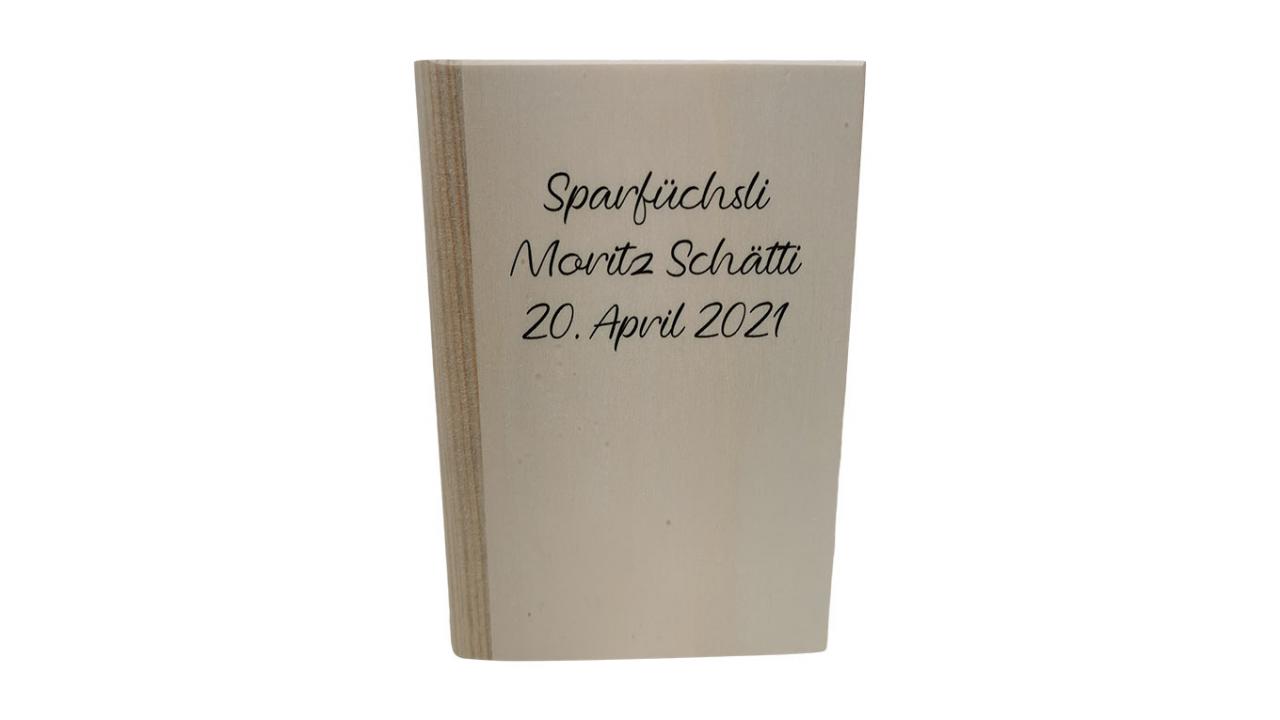 Sparfüchsli
Moritz Schätti
20. April 2021